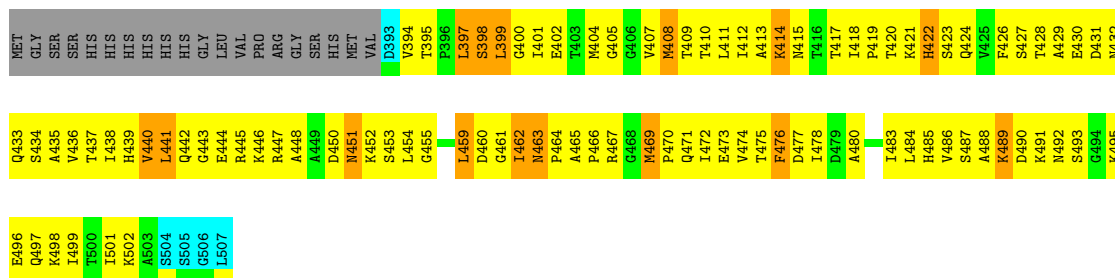 MET GLY SER SER HIS HIS HIS HIS HIS HIS GLY LEU VAL PRO ARG GLY SER HIS MET VAL D393 V394 T395 P396 L397 S398 L399 G400 I401 E402 T403 M404 G405 G406 V407 M408 T409 T410 L411 I412 A413 K414 N415 T416 T417 I418 P419 T420 K421 H422 S423 Q424 V425 F426 S427 T428 A429 E430 D431 N432
Q433 S434 A435 V436 T437 I438 H439 V440 L441 Q442 G443 E444 R445 K446 R447 A448 A449 D450 N451 K452 S453 L454 G455 L459 D460 G461 I462 N463 P464 A465 P466 R467 G468 M469 P470 Q471 I472 E473 V474 T475 F476 D477 I478 D479 A480 I483 L484 H485 V486 S487 A488 K489 D490 K491 N492 S493 G494 K495
E496 Q497 K498 I499 T500 I501 K502 A503 S504 S505 G506 L507